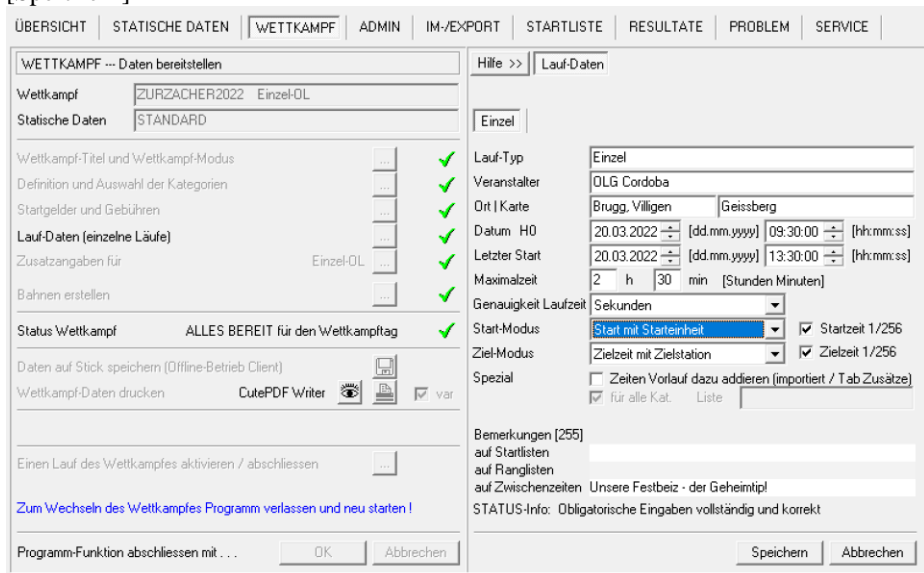 ÜBERSICHT STATISCHE DATEN WETTKAMPF ADMIN IM-/EXPORT STARTLISTE RESULTATE PROBLEM SERVICE
WETTKAMPF --- Daten bereitstellen
Wettkampf ZURZACHER2022 Einzel-OL
Statische Daten STANDARD
Wettkampf-Titel und Wettkampf-Modus ...
Definition und Auswahl der Kategorien ...
Startgelder und Gebühren ...
Lauf-Daten (einzelne Läufe) ...
Zusatzangaben für Einzel-OL ...
Bahnen erstellen ...
Status Wettkampf ALLES BEREIT für den Wettkampftag
Daten auf Stick speichern (Offline-Betrieb Client)
Wettkampf-Daten drucken CutePDF Writer var
Einen Lauf des Wettkampfes aktivieren / abschliessen ...
Zum Wechseln des Wettkampfes Programm verlassen und neu starten !
Programm-Funktion abschliessen mit . . . OK Abbrechen
Hilfe >> Lauf-Daten
Einzel
Lauf-Typ Einzel
Veranstalter OLG Cordoba
Ort | Karte Brugg, Villigen Geissberg
Datum H0 20.03.2022 [dd.mm.yyyy] 09:30:00 [hh:mm:ss]
Letzter Start 20.03.2022 [dd.mm.yyyy] 13:30:00 [hh:mm:ss]
Maximalzeit 2 h 30 min [Stunden Minuten]
Genauigkeit Laufzeit Sekunden
Start-Modus Start mit Starteinheit Startzeit 1/256
Ziel-Modus Zielzeit mit Zielstation Zielzeit 1/256
Spezial Zeiten Vorlauf dazu addieren (importiert / Tab Zusätze)
für alle Kat. Liste
Bemerkungen [255]
auf Startlisten
auf Ranglisten
auf Zwischenzeiten Unsere Festbeiz - der Geheimtip!
STATUS-Info: Obligatorische Eingaben vollständig und korrekt
Speichern Abbrechen